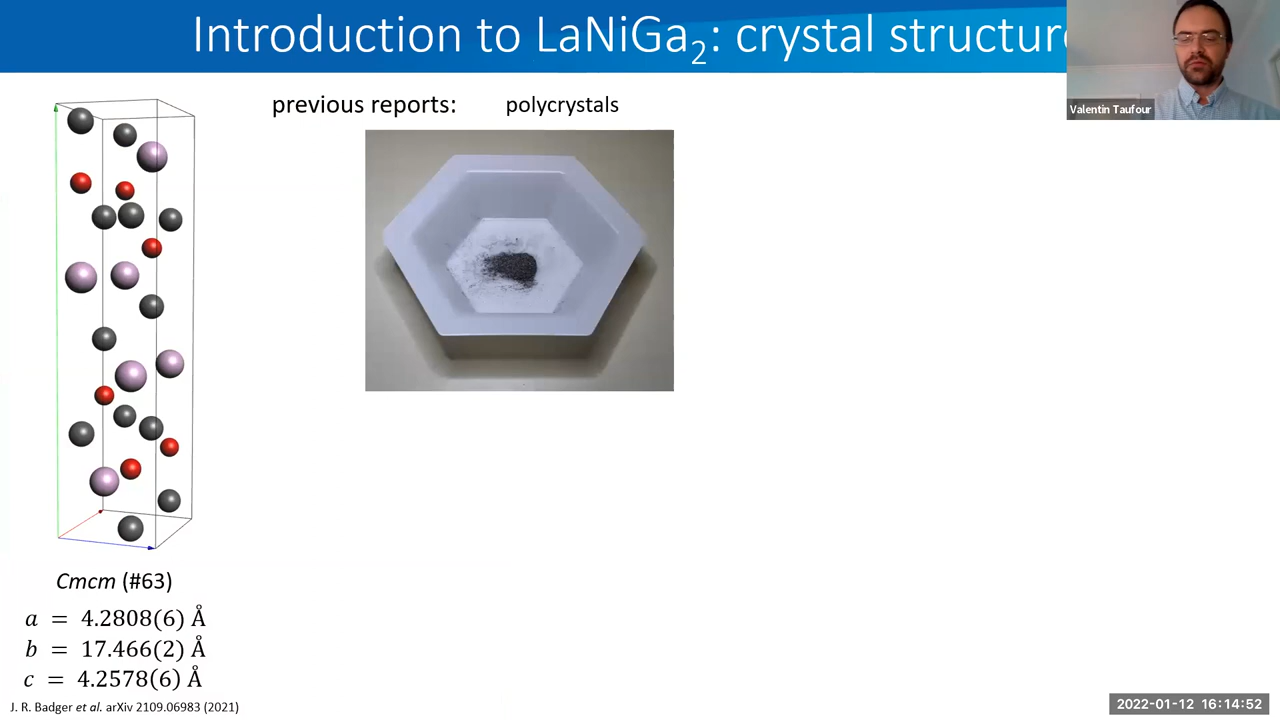 Introduction to LaNiGa₂: crystal structure
previous reports: polycrystals
Valentin Taufour
Cmcm (#63)
a = 4.2808(6) Å
b = 17.466(2) Å
c = 4.2578(6) Å
J. R. Badger et al. arXiv 2109.06983 (2021)
2022-01-12 16:14:52